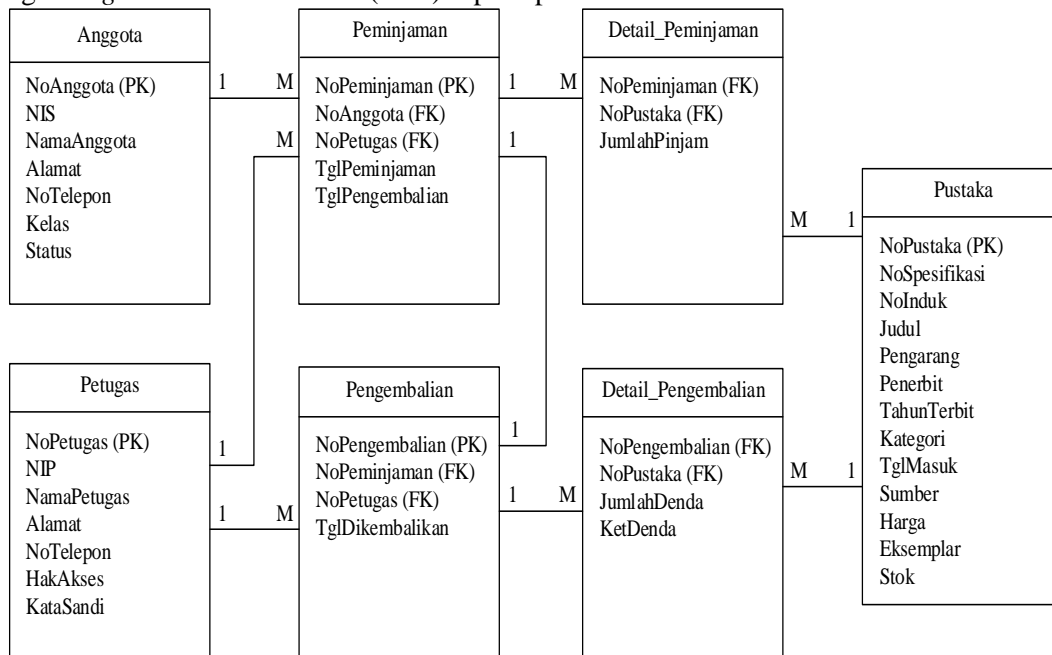 Anggota
NoAnggota (PK)
NIS
NamaAnggota
Alamat
NoTelepon
Kelas
Status
1
M
Peminjaman
NoPeminjaman (PK)
NoAnggota (FK)
NoPetugas (FK)
TglPeminjaman
TglPengembalian
M
1
M
1
Detail_Peminjaman
NoPeminjaman (FK)
NoPustaka (FK)
JumlahPinjam
M
1
Pustaka
NoPustaka (PK)
NoSpesifikasi
NoInduk
Judul
Pengarang
Penerbit
TahunTerbit
Kategori
TglMasuk
Sumber
Harga
Eksemplar
Stok
Petugas
NoPetugas (PK)
NIP
NamaPetugas
Alamat
NoTelepon
HakAkses
KataSandi
1
1
M
Pengembalian
NoPengembalian (PK)
NoPeminjaman (FK)
NoPetugas (FK)
TglDikembalikan
1
1
M
Detail_Pengembalian
NoPengembalian (FK)
NoPustaka (FK)
JumlahDenda
KetDenda
M
1